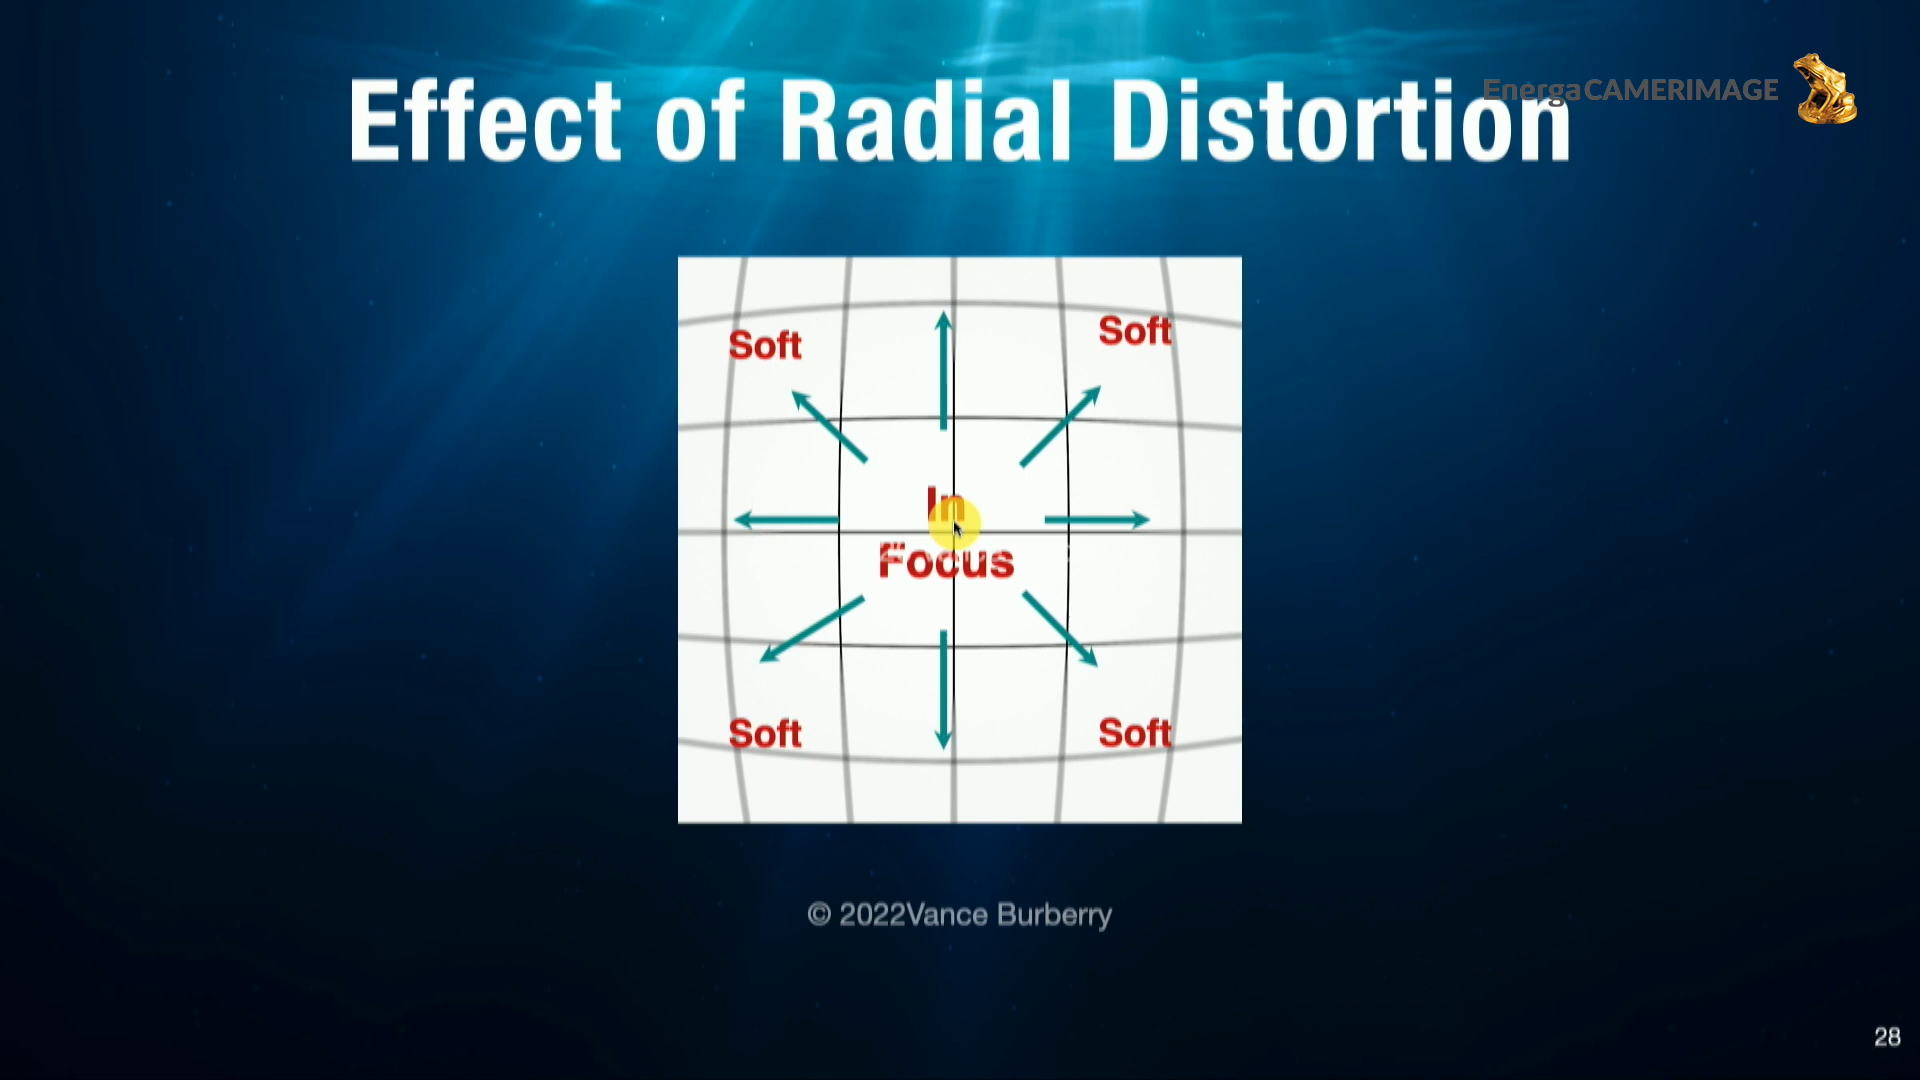 Effect of Radial Distortion
EnergaCAMERIMAGE
Soft
Soft
In
Focus
Soft
Soft
© 2022Vance Burberry
28